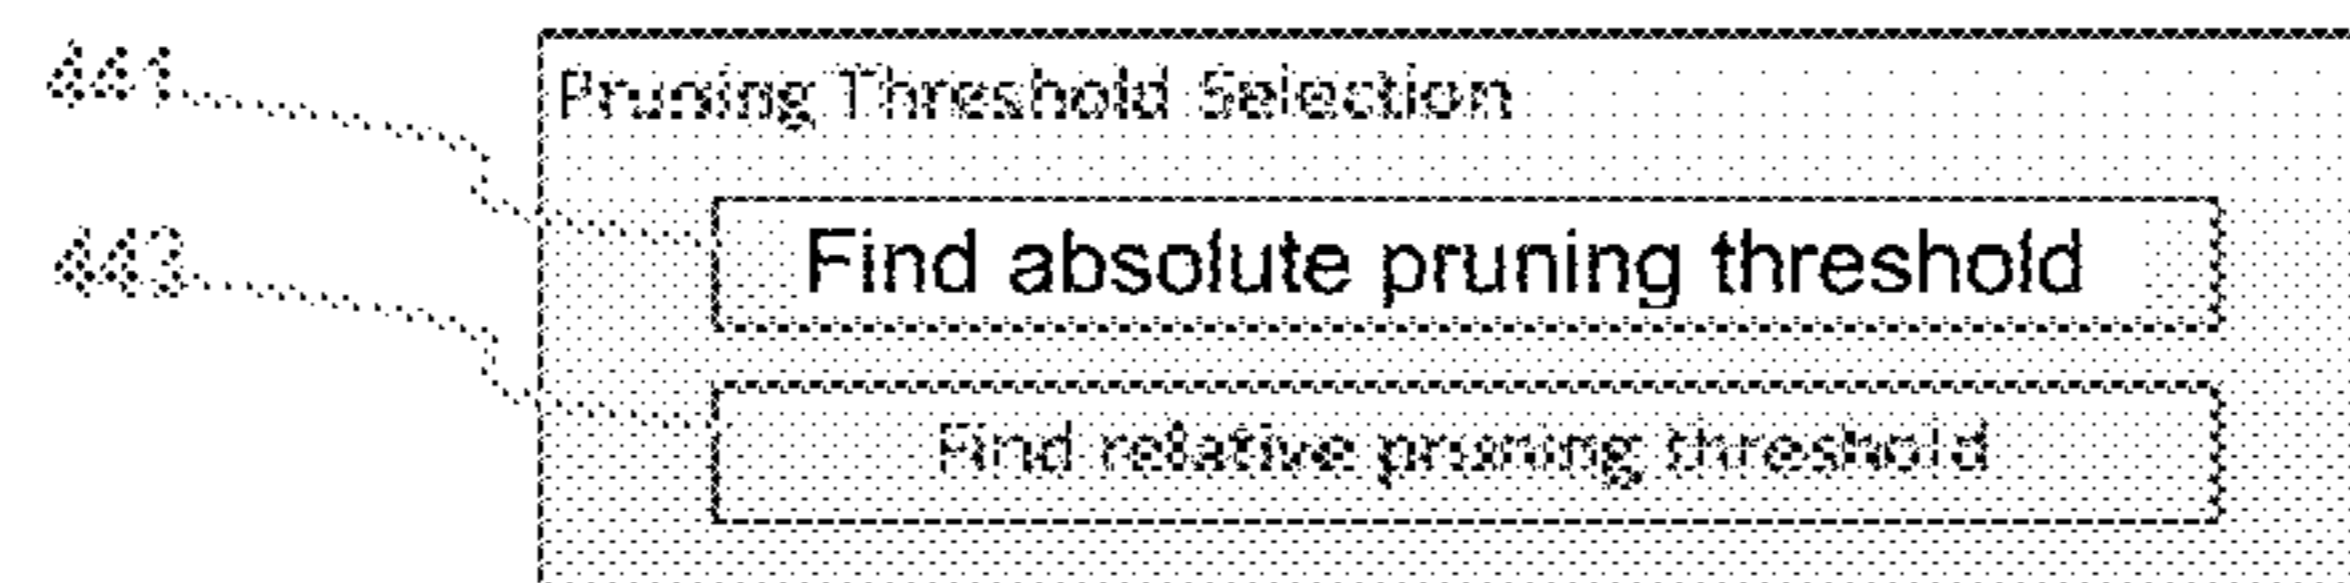 441
Pruning Threshold Selection
Find absolute pruning threshold
443
Find relative pruning threshold